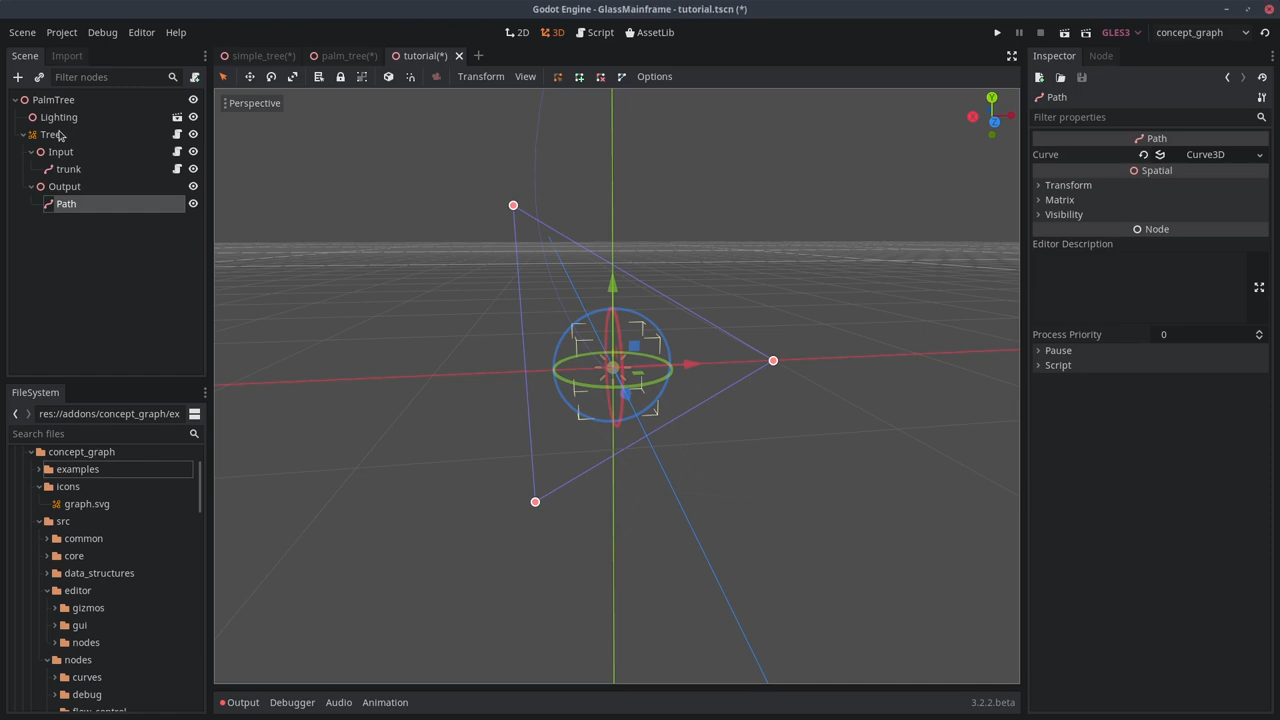 Godot Engine - GlassMainframe - tutorial.tscn (*)
Scene Project Debug Editor Help
2D 3D Script AssetLib
GLES3 concept_graph
Scene Import
simple_tree(*) palm_tree(*) tutorial(*)
Inspector Node
Filter nodes
Transform View Options
PalmTree
Lighting
Tree
Input
trunk
Output
Path
Perspective
Y
Z
Path
Filter properties
Path
Curve Curve3D
Spatial
Transform
Matrix
Visibility
Node
Editor Description
Process Priority 0
Pause
Script
FileSystem
res://addons/concept_graph/ex
Search files
concept_graph
examples
icons
graph.svg
src
common
core
data_structures
editor
gizmos
gui
nodes
nodes
curves
debug
flow_control
Output Debugger Audio Animation 3.2.2.beta